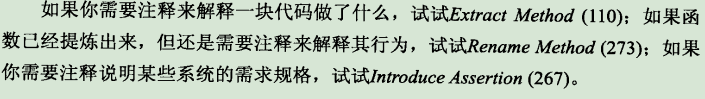 如果你需要注释来解释一块代码做了什么，试试Extract Method (110)；如果函
数已经提炼出来，但还是需要注释来解释其行为，试试Rename Method (273)；如果
你需要注释说明某些系统的需求规格，试试Introduce Assertion (267)。